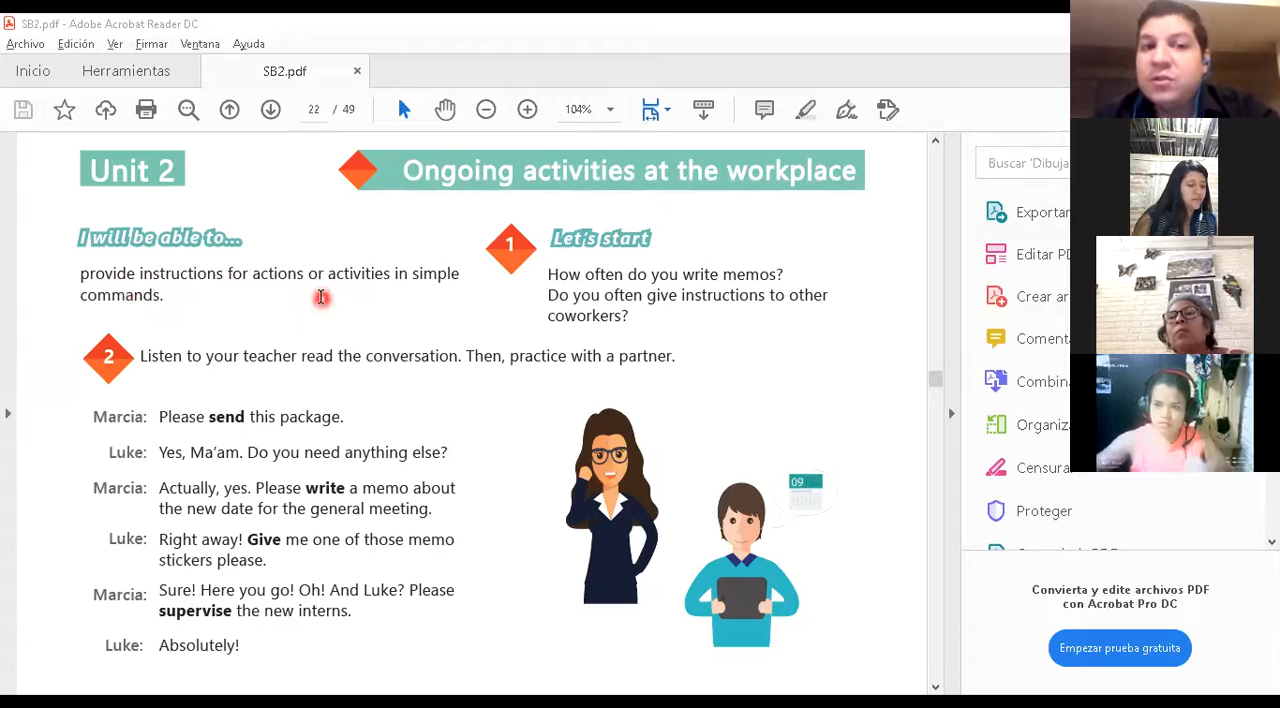 SB2.pdf - Adobe Acrobat Reader DC
Archivo Edición Ver Firmar Ventana Ayuda
Inicio Herramientas SB2.pdf ×
22 / 49 104%
Unit 2
Ongoing activities at the workplace
I will be able to...
provide instructions for actions or activities in simple
commands.
1 Let's start
How often do you write memos?
Do you often give instructions to other
coworkers?
2 Listen to your teacher read the conversation. Then, practice with a partner.
Marcia: Please send this package.
Luke: Yes, Ma'am. Do you need anything else?
Marcia: Actually, yes. Please write a memo about
the new date for the general meeting.
Luke: Right away! Give me one of those memo
stickers please.
Marcia: Sure! Here you go! Oh! And Luke? Please
supervise the new interns.
Luke: Absolutely!
09
Buscar 'Dibuja
Exportar
Editar PD
Crear ar
Comenta
Combina
Organiza
Censura
Proteger
Convierta y edite archivos PDF
con Acrobat Pro DC
Empezar prueba gratuita